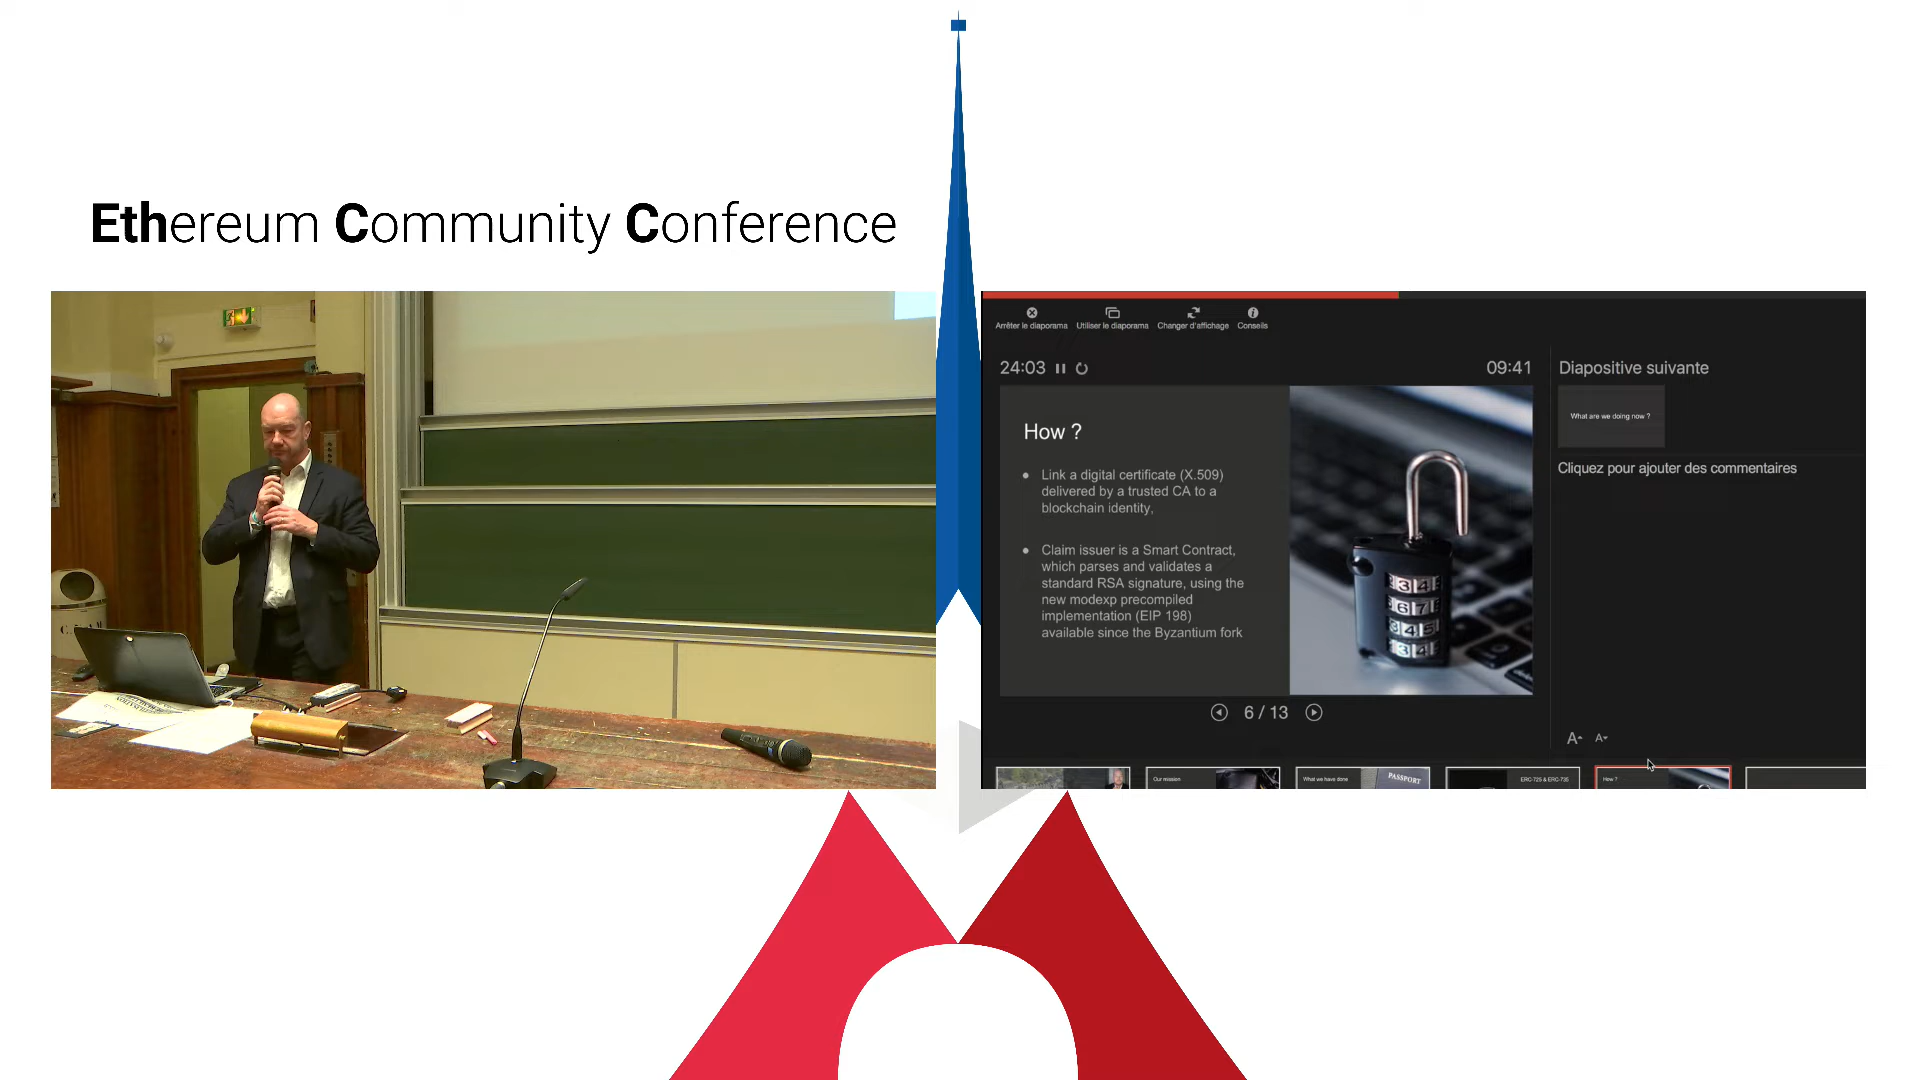 Ethereum Community Conference
Arrêter le diaporama
Utiliser le diaporama
Changer d'affichage
Conseils
24:03
09:41
Diapositive suivante
What are we doing now ?
Cliquez pour ajouter des commentaires
How ?
Link a digital certificate (X.509)
delivered by a trusted CA to a
blockchain identity,
Claim issuer is a Smart Contract,
which parses and validates a
standard RSA signature, using the
new modexp precompiled
implementation (EIP 198)
available since the Byzantium fork
6 / 13
A A
Our mission
What we have done
PASSPORT
ERC-725 & ERC-735
How ?